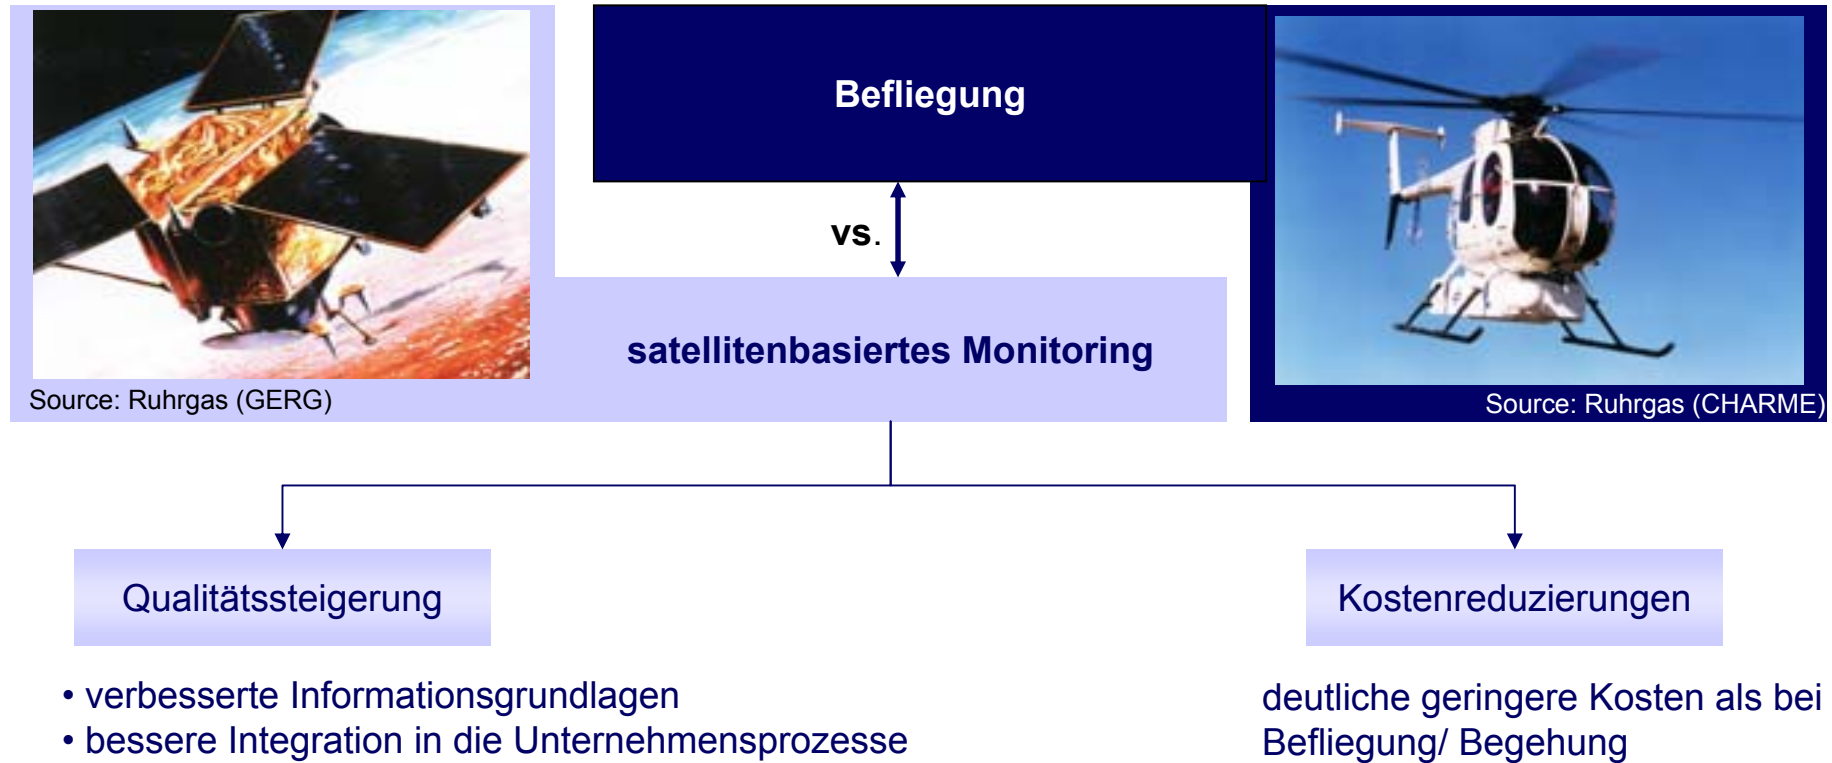 Befliegung
vs.
satellitenbasiertes Monitoring
Source: Ruhrgas (GERG)
Source: Ruhrgas (CHARME)
Qualitätssteigerung
Kostenreduzierungen
• verbesserte Informationsgrundlagen
• bessere Integration in die Unternehmensprozesse
deutliche geringere Kosten als bei
Befliegung/ Begehung